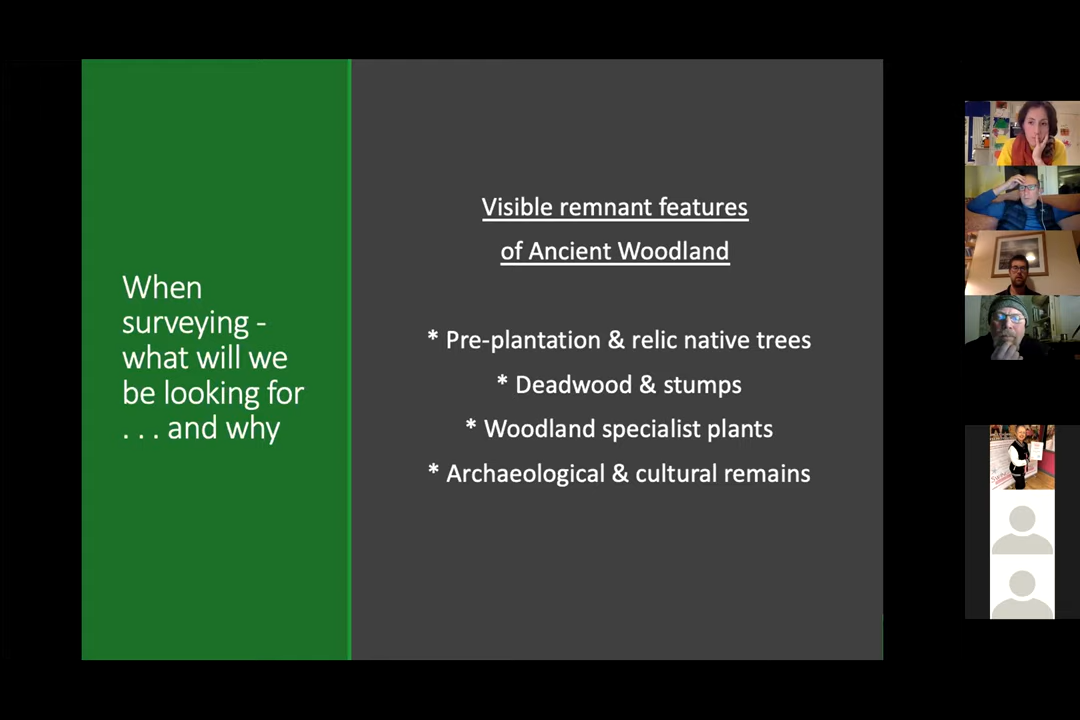 When
surveying -
what will we
be looking for
. . . and why
Visible remnant features
of Ancient Woodland
* Pre-plantation & relic native trees
* Deadwood & stumps
* Woodland specialist plants
* Archaeological & cultural remains